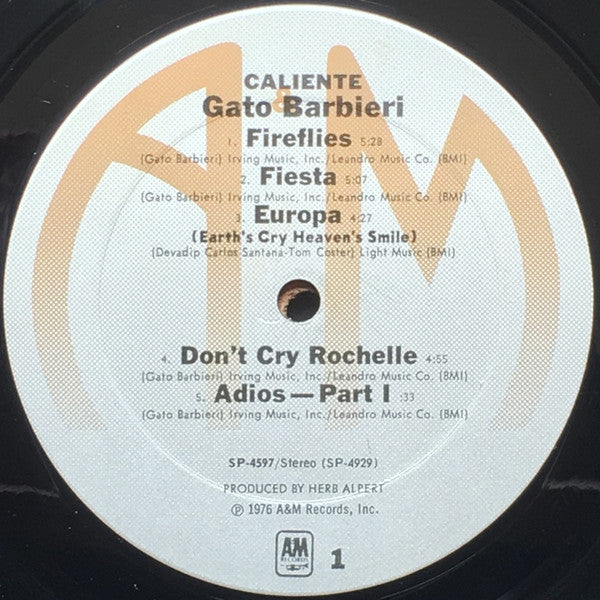 CALIENTE
Gato Barbieri
1. Fireflies 5:28
(Gato Barbieri) Irving Music, Inc./Leandro Music Co. (BMI)
2. Fiesta 5:07
(Gato Barbieri) Irving Music, Inc./Leandro Music Co. (BMI)
3. Europa 4:27
(Earth's Cry Heaven's Smile)
(Devadip Carlos Santana-Tom Coster) Light Music (BMI)
4. Don't Cry Rochelle 4:55
(Gato Barbieri) Irving Music, Inc./Leandro Music Co. (BMI)
5. Adios—Part I :33
(Gato Barbieri) Irving Music, Inc./Leandro Music Co. (BMI)
SP-4597/Stereo (SP-4929)
PRODUCED BY HERB ALPERT
℗ 1976 A&M Records, Inc.
A&M
RECORDS
1